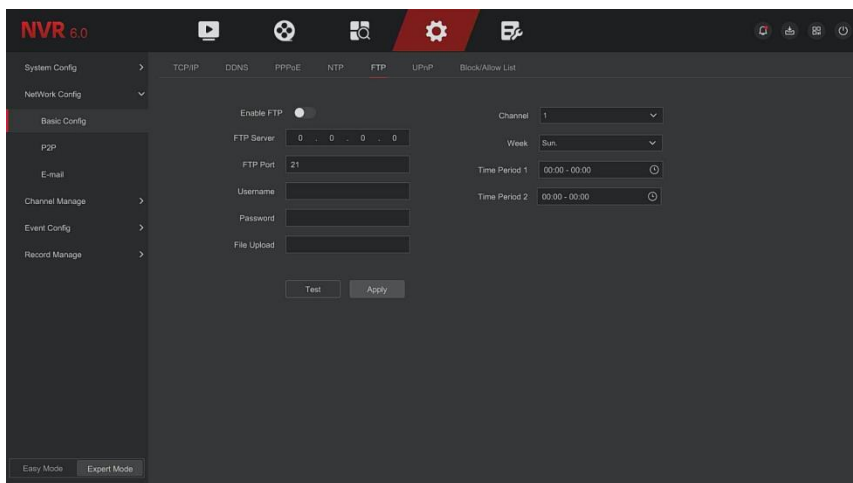 NVR 6.0
System Config
NetWork Config
Basic Config
P2P
E-mail
Channel Manage
Event Config
Record Manage
Easy Mode Expert Mode
TCP/IP DDNS PPPoE NTP FTP UPnP Block/Allow List
Enable FTP
FTP Server 0 . 0 . 0 . 0
FTP Port 21
Username
Password
File Upload
Test Apply
Channel 1
Week Sun.
Time Period 1 00:00 - 00:00
Time Period 2 00:00 - 00:00